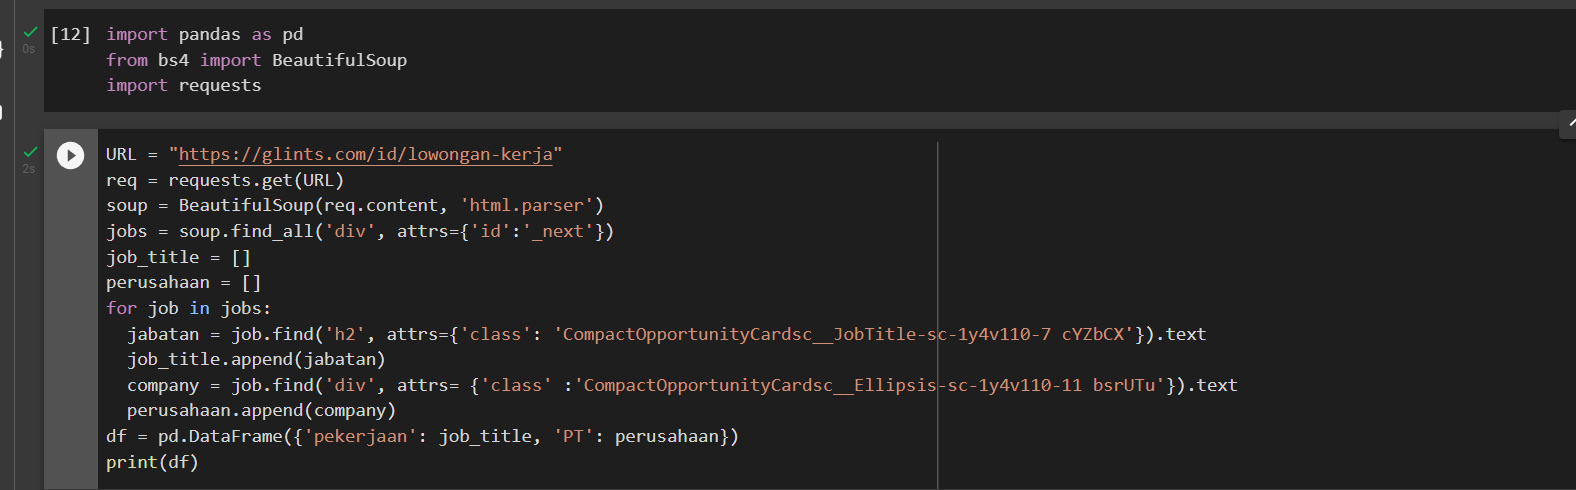 [12] import pandas as pd
0s
from bs4 import BeautifulSoup
import requests
URL = "https://glints.com/id/lowongan-kerja"
2s
req = requests.get(URL)
soup = BeautifulSoup(req.content, 'html.parser')
jobs = soup.find_all('div', attrs={'id':'_next'})
job_title = []
perusahaan = []
for job in jobs:
  jabatan = job.find('h2', attrs={'class': 'CompactOpportunityCardsc__JobTitle-sc-1y4v110-7 cYZbCX'}).text
  job_title.append(jabatan)
  company = job.find('div', attrs= {'class' :'CompactOpportunityCardsc__Ellipsis-sc-1y4v110-11 bsrUTu'}).text
  perusahaan.append(company)
df = pd.DataFrame({'pekerjaan': job_title, 'PT': perusahaan})
print(df)